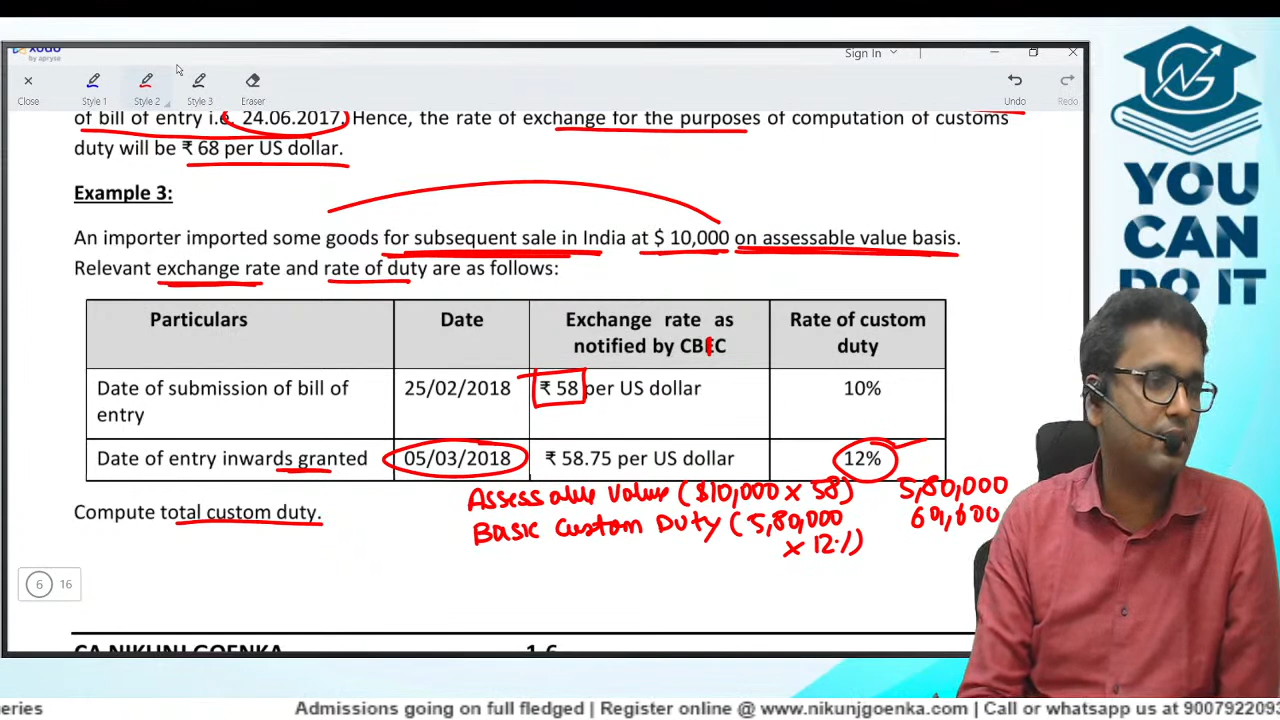 by apryse
Sign In
Close
Style 1
Style 2
Style 3
Eraser
Undo
Redo
of bill of entry i.e. 24.06.2017. Hence, the rate of exchange for the purposes of computation of customs
duty will be ₹ 68 per US dollar.
Example 3:
An importer imported some goods for subsequent sale in India at $ 10,000 on assessable value basis.
Relevant exchange rate and rate of duty are as follows:
Particulars
Date
Exchange rate as
notified by CBEC
Rate of custom
duty
Date of submission of bill of
entry
25/02/2018
₹ 58 per US dollar
10%
Date of entry inwards granted
05/03/2018
₹ 58.75 per US dollar
12%
Assessable Value ($10,000 x 58) 5,80,000
Compute total custom duty.
Basic Custom Duty (5,80,000
x 12%)
6 16
CA NIKUNJ GOENKA
NG
YOU
CAN
DO IT
eries
Admissions going on full fledged | Register online @ www.nikunjgoenka.com | Call or whatsapp us at 9007922093